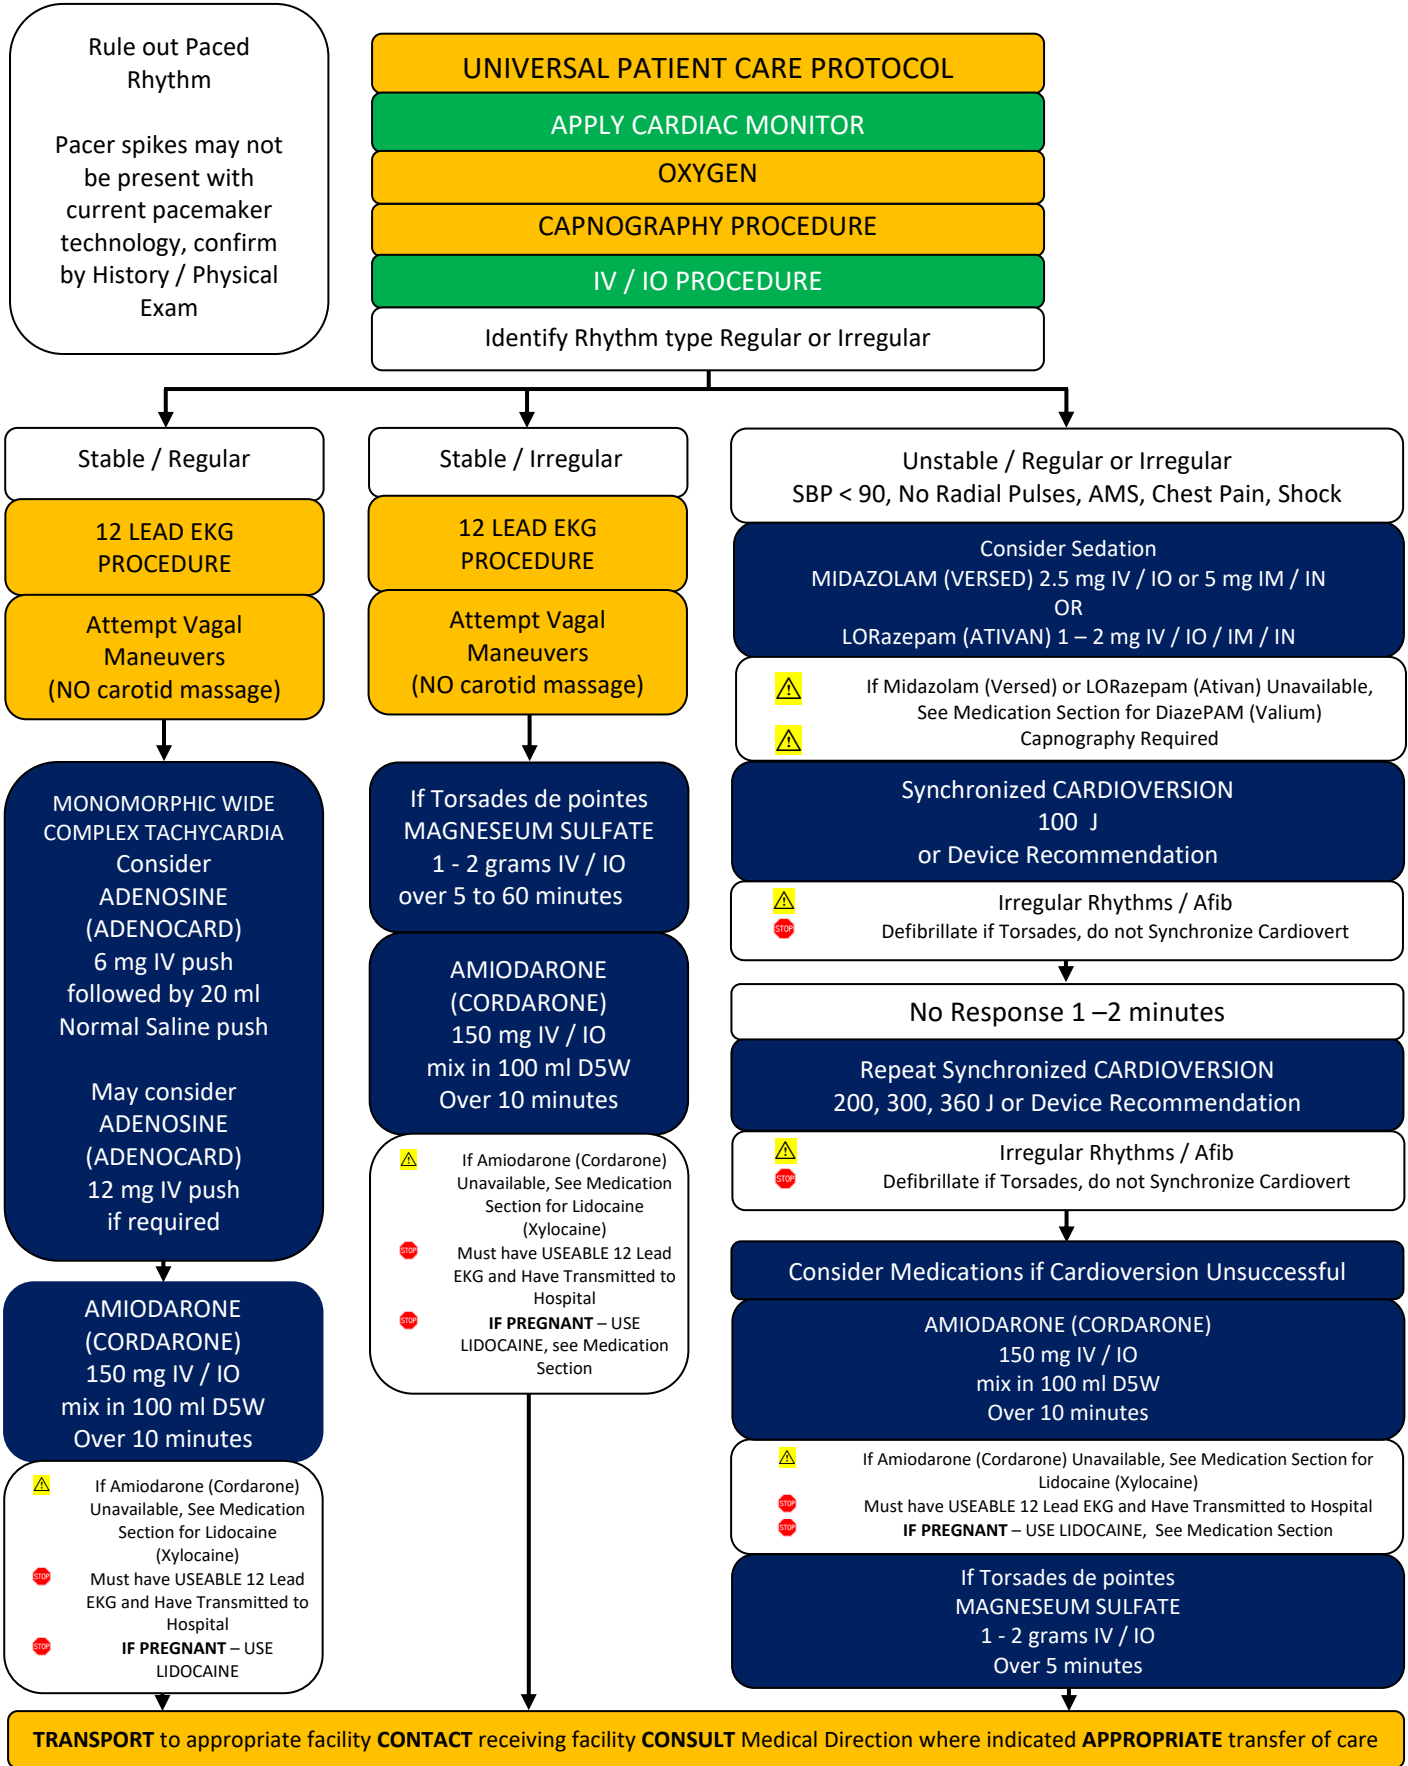 Rule out Paced
Rhythm
Pacer spikes may not
be present with
current pacemaker
technology, confirm
by History / Physical
Exam
UNIVERSAL PATIENT CARE PROTOCOL
APPLY CARDIAC MONITOR
OXYGEN
CAPNOGRAPHY PROCEDURE
IV / IO PROCEDURE
Identify Rhythm type Regular or Irregular
Stable / Regular
12 LEAD EKG
PROCEDURE
Attempt Vagal
Maneuvers
(NO carotid massage)
MONOMORPHIC WIDE
COMPLEX TACHYCARDIA
Consider
ADENOSINE
(ADENOCARD)
6 mg IV push
followed by 20 ml
Normal Saline push
May consider
ADENOSINE
(ADENOCARD)
12 mg IV push
if required
AMIODARONE
(CORDARONE)
150 mg IV / IO
mix in 100 ml D5W
Over 10 minutes
If Amiodarone (Cordarone)
Unavailable, See Medication
Section for Lidocaine
(Xylocaine)
STOP
Must have USEABLE 12 Lead
EKG and Have Transmitted to
Hospital
STOP
IF PREGNANT – USE
LIDOCAINE
Stable / Irregular
12 LEAD EKG
PROCEDURE
Attempt Vagal
Maneuvers
(NO carotid massage)
If Torsades de pointes
MAGNESEUM SULFATE
1 - 2 grams IV / IO
over 5 to 60 minutes
AMIODARONE
(CORDARONE)
150 mg IV / IO
mix in 100 ml D5W
Over 10 minutes
If Amiodarone (Cordarone)
Unavailable, See Medication
Section for Lidocaine
(Xylocaine)
STOP
Must have USEABLE 12 Lead
EKG and Have Transmitted to
Hospital
STOP
IF PREGNANT – USE
LIDOCAINE, see Medication
Section
Unstable / Regular or Irregular
SBP < 90, No Radial Pulses, AMS, Chest Pain, Shock
Consider Sedation
MIDAZOLAM (VERSED) 2.5 mg IV / IO or 5 mg IM / IN
OR
LORazepam (ATIVAN) 1 – 2 mg IV / IO / IM / IN
If Midazolam (Versed) or LORazepam (Ativan) Unavailable,
See Medication Section for DiazePAM (Valium)
Capnography Required
Synchronized CARDIOVERSION
100 J
or Device Recommendation
Irregular Rhythms / Afib
STOP
Defibrillate if Torsades, do not Synchronize Cardiovert
No Response 1 –2 minutes
Repeat Synchronized CARDIOVERSION
200, 300, 360 J or Device Recommendation
Irregular Rhythms / Afib
STOP
Defibrillate if Torsades, do not Synchronize Cardiovert
Consider Medications if Cardioversion Unsuccessful
AMIODARONE (CORDARONE)
150 mg IV / IO
mix in 100 ml D5W
Over 10 minutes
If Amiodarone (Cordarone) Unavailable, See Medication Section for
Lidocaine (Xylocaine)
STOP
Must have USEABLE 12 Lead EKG and Have Transmitted to Hospital
STOP
IF PREGNANT – USE LIDOCAINE, See Medication Section
If Torsades de pointes
MAGNESEUM SULFATE
1 - 2 grams IV / IO
Over 5 minutes
TRANSPORT to appropriate facility CONTACT receiving facility CONSULT Medical Direction where indicated APPROPRIATE transfer of care